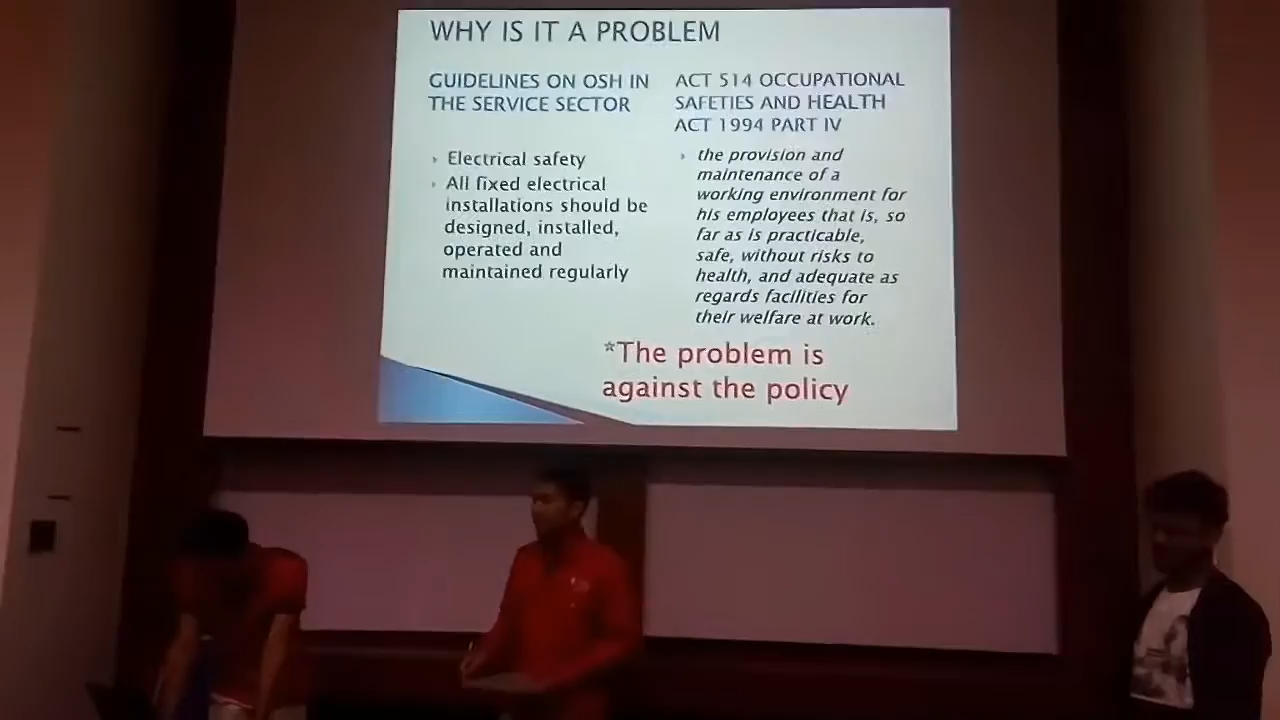 WHY IS IT A PROBLEM
GUIDELINES ON OSH IN
THE SERVICE SECTOR
Electrical safety
All fixed electrical
installations should be
designed, installed,
operated and
maintained regularly
ACT 514 OCCUPATIONAL
SAFETIES AND HEALTH
ACT 1994 PART IV
the provision and
maintenance of a
working environment for
his employees that is, so
far as is practicable,
safe, without risks to
health, and adequate as
regards facilities for
their welfare at work.
*The problem is
against the policy